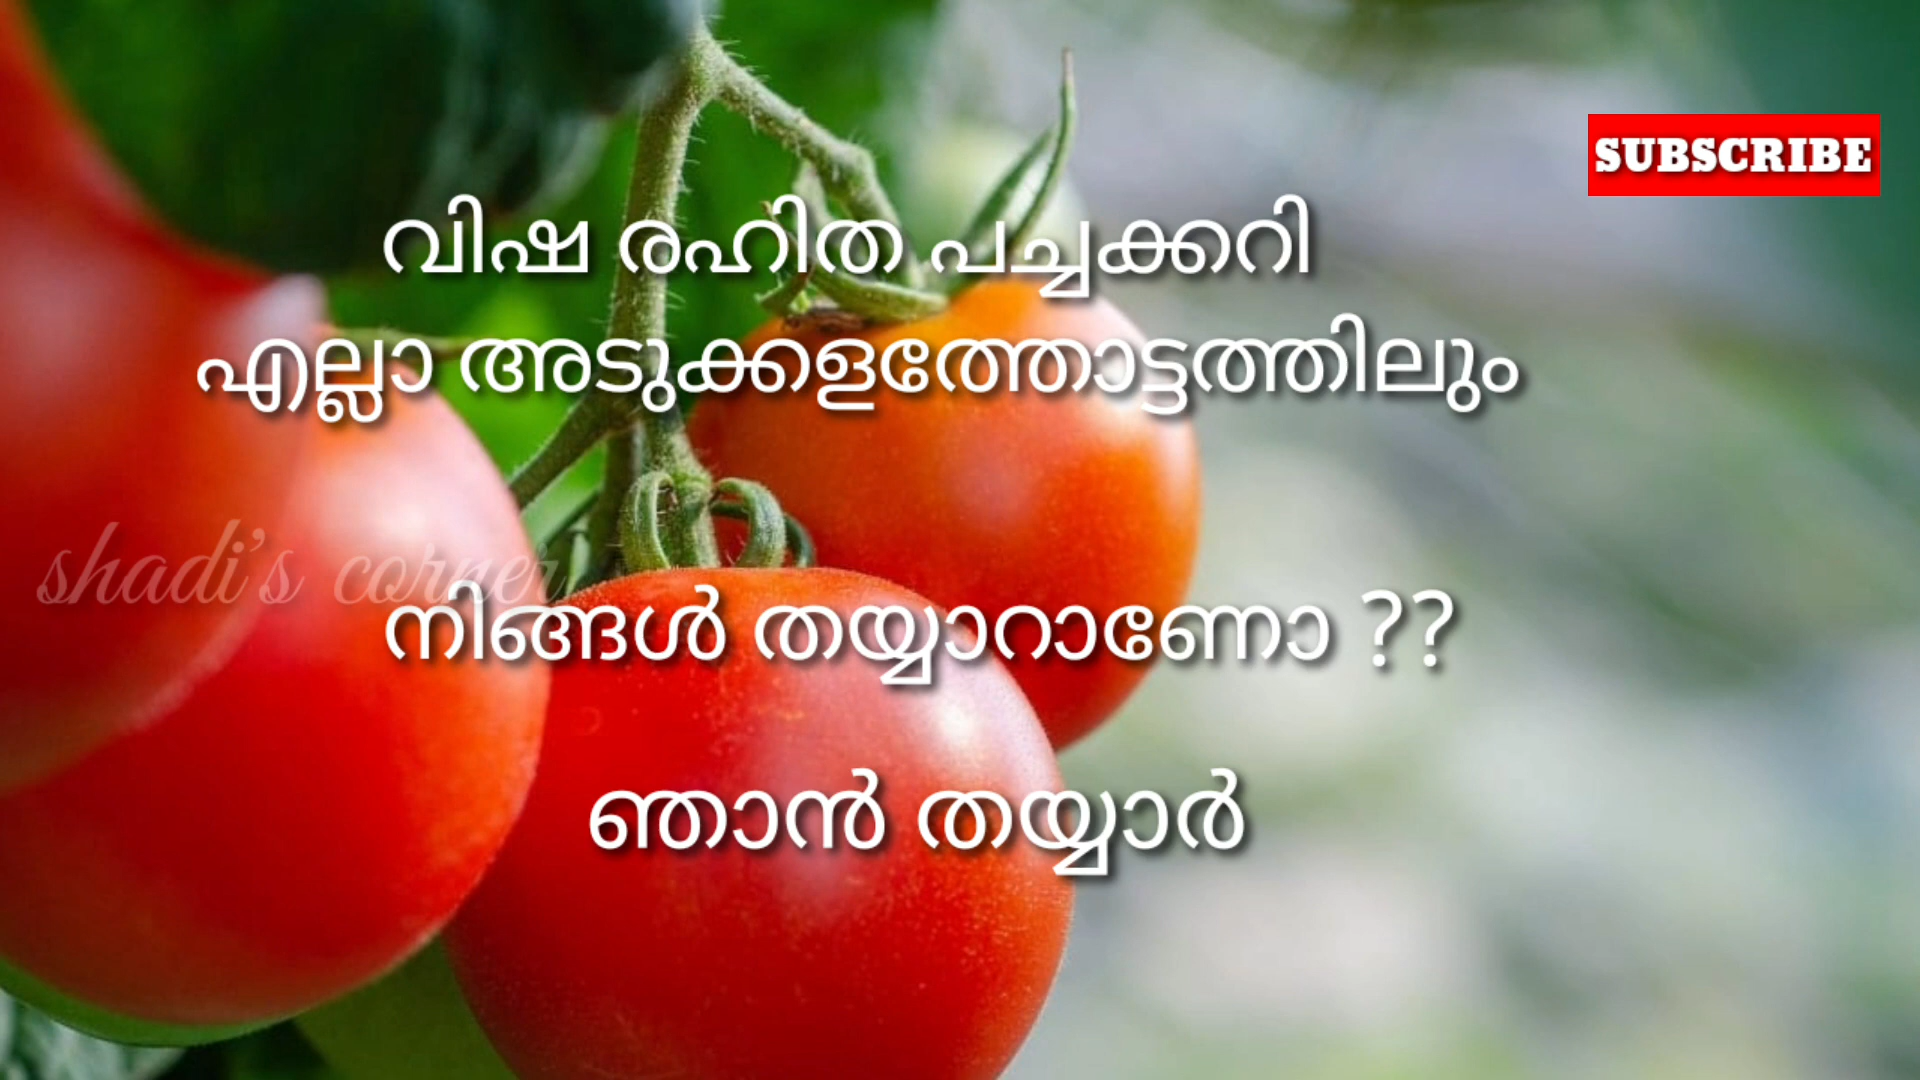 SUBSCRIBE
വിഷ രഹിത പച്ചക്കറി
എല്ലാ അടുക്കളത്തോട്ടത്തിലും
shadi's corner
നിങ്ങൾ തയ്യാറാണോ ??
ഞാൻ തയ്യാർ